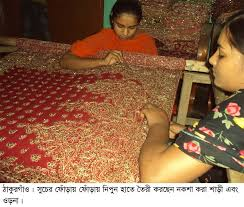 ঠাকুরগাঁও । সুচের ফোঁড়ায় ফোঁড়ায় নিপুন হাতে তৈরী করছেন নকশা করা শাড়ী এবং
ওড়না ।